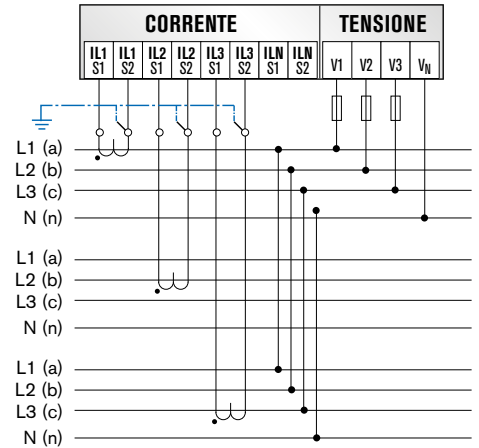 CORRENTE TENSIONE
IL1 IL1 IL2 IL2 IL3 IL3 ILN ILN V1 V2 V3 VN
S1 S2 S1 S2 S1 S2 S1 S2
L1 (a)
L2 (b)
L3 (c)
N (n)
L1 (a)
L2 (b)
L3 (c)
N (n)
L1 (a)
L2 (b)
L3 (c)
N (n)